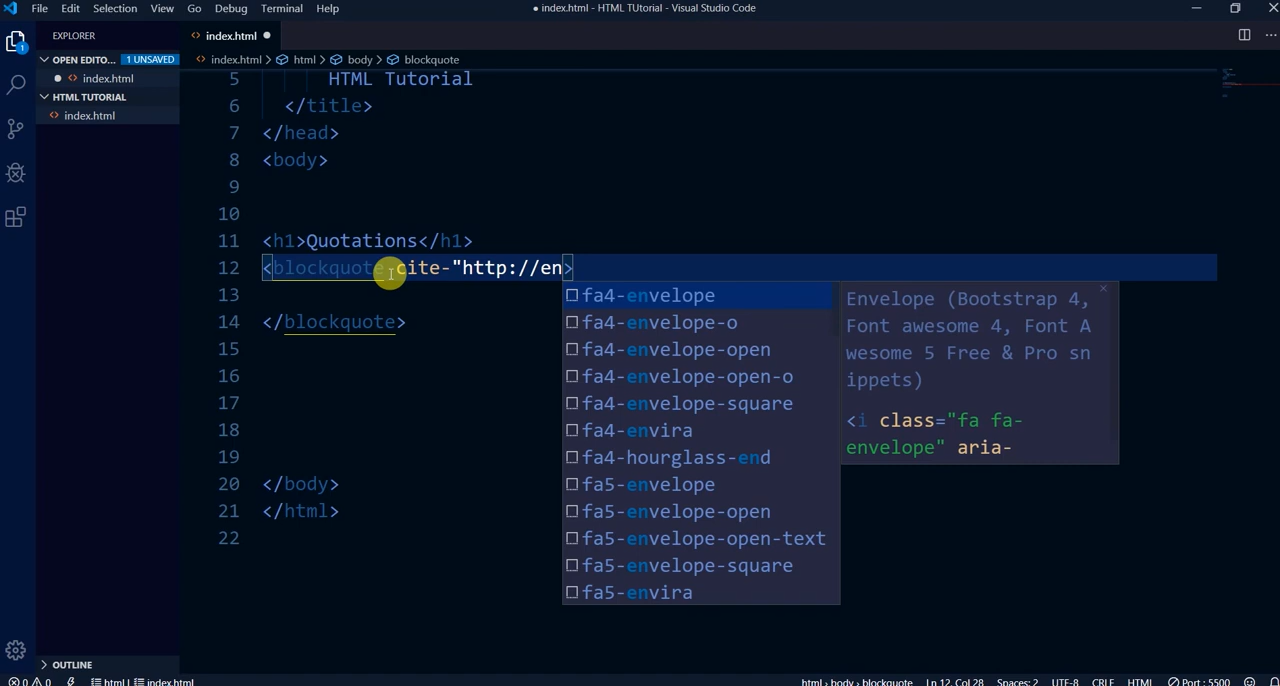 File Edit Selection View Go Debug Terminal Help
● index.html - HTML TUtorial - Visual Studio Code
1
EXPLORER
OPEN EDITO... 1 UNSAVED
index.html
HTML TUTORIAL
index.html
OUTLINE
index.html
index.html > html > body > blockquote
5 HTML Tutorial
6 </title>
7 </head>
8 <body>
9
10
11 <h1>Quotations</h1>
12 <blockquote cite-"http://en>
13
14 </blockquote>
15
16
17
18
19
20 </body>
21 </html>
22
fa4-envelope
fa4-envelope-o
fa4-envelope-open
fa4-envelope-open-o
fa4-envelope-square
fa4-envira
fa4-hourglass-end
fa5-envelope
fa5-envelope-open
fa5-envelope-open-text
fa5-envelope-square
fa5-envira
Envelope (Bootstrap 4,
Font awesome 4, Font A
wesome 5 Free & Pro sn
ippets)
<i class="fa fa-
envelope" aria-
0 0 html index.html html › body › blockquote Ln 12, Col 28 Spaces: 2 UTF-8 CRLF HTML Port : 5500